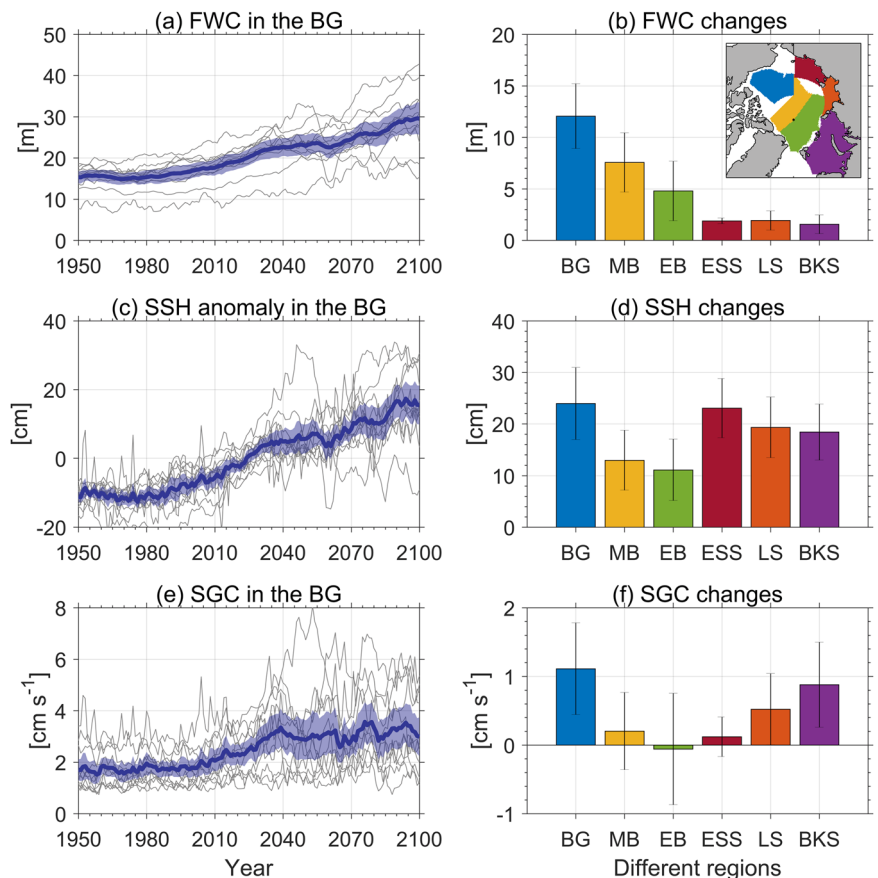 (a) FWC in the BG
50
40
30
20
10
0
[m]
1950 1980 2010 2040 2070 2100
(b) FWC changes
20
15
10
5
0
[m]
BG MB EB ESS LS BKS
(c) SSH anomaly in the BG
40
20
0
-20
[cm]
1950 1980 2010 2040 2070 2100
(d) SSH changes
40
30
20
10
0
[cm]
BG MB EB ESS LS BKS
(e) SGC in the BG
8
6
4
2
0
[cm s⁻¹]
1950 1980 2010 2040 2070 2100
Year
(f) SGC changes
2
1
0
-1
[cm s⁻¹]
BG MB EB ESS LS BKS
Different regions